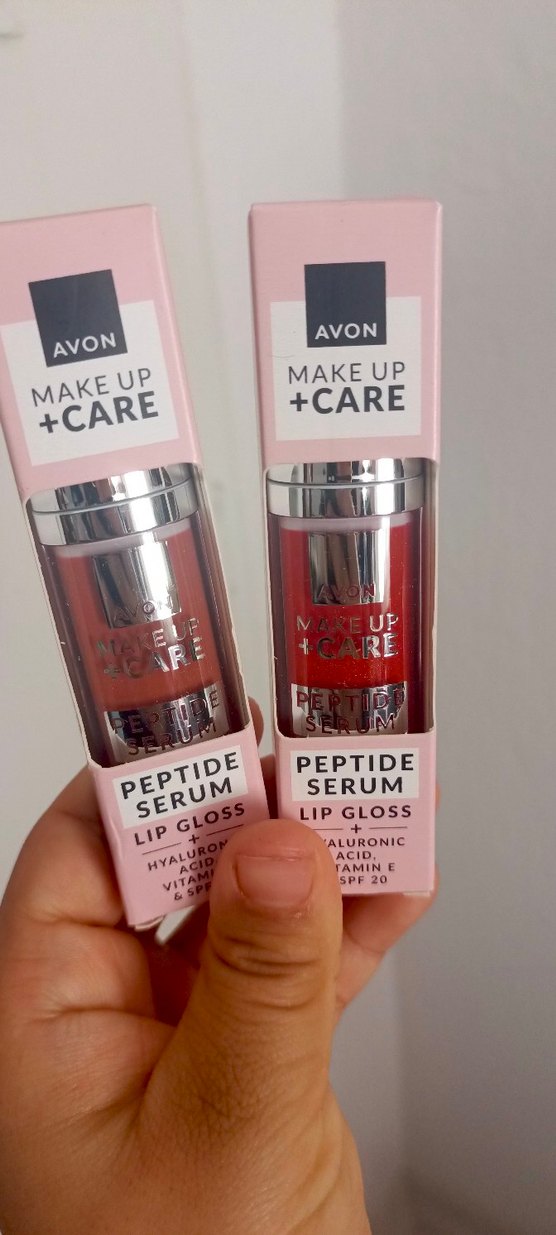 AVON
MAKE UP
+CARE
AVON
MAKE UP
+CARE
PEPTIDE
SERUM
PEPTIDE
SERUM
LIP GLOSS
+
ACID,
& 
AVON
MAKE UP
+CARE
AVON
MAKE UP
+CARE
PEPTIDE
SERUM
PEPTIDE
SERUM
LIP GLOSS
+
ACID,
E
SPF 20